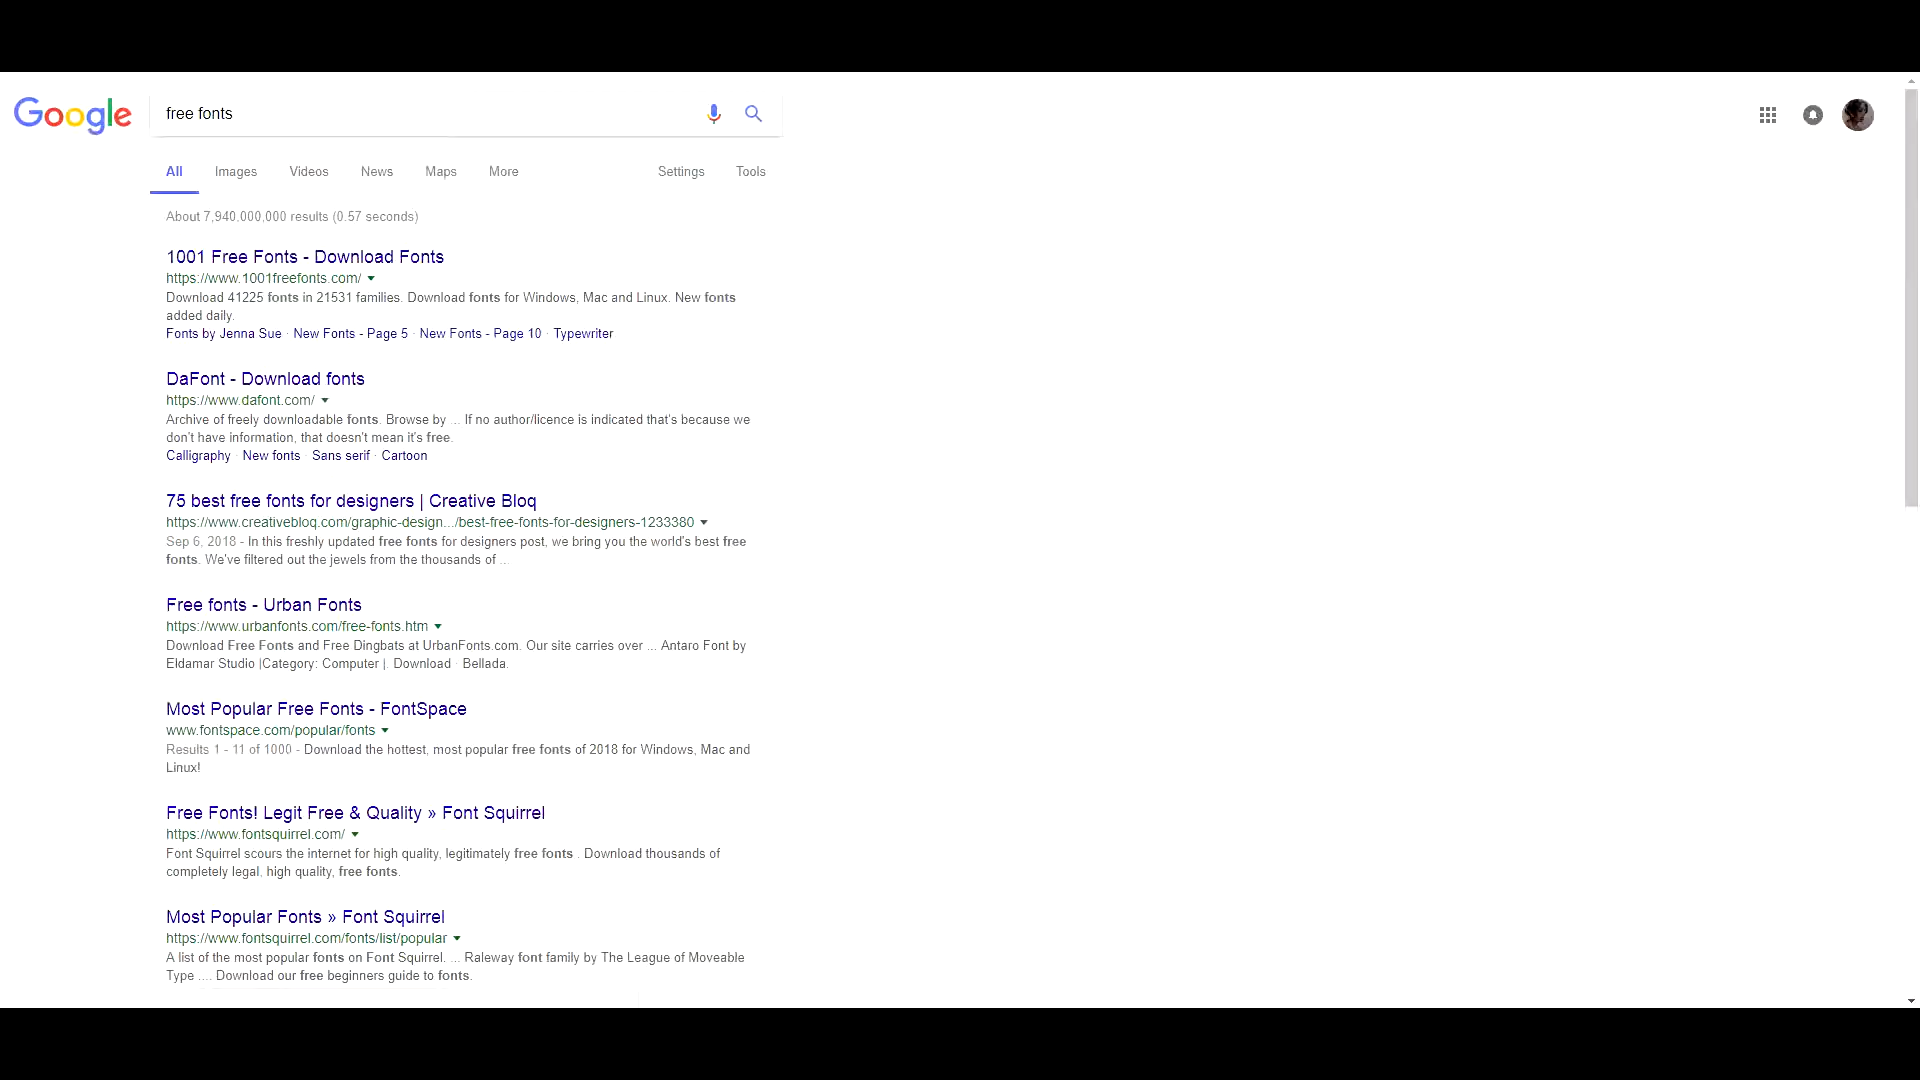 Google
free fonts
All Images Videos News Maps More Settings Tools
About 7,940,000,000 results (0.57 seconds)
1001 Free Fonts - Download Fonts
https://www.1001freefonts.com/
Download 41225 fonts in 21531 families. Download fonts for Windows, Mac and Linux. New fonts
added daily.
Fonts by Jenna Sue · New Fonts - Page 5 · New Fonts - Page 10 · Typewriter
DaFont - Download fonts
https://www.dafont.com/
Archive of freely downloadable fonts. Browse by ... If no author/licence is indicated that's because we
don't have information, that doesn't mean it's free.
Calligraphy · New fonts · Sans serif · Cartoon
75 best free fonts for designers | Creative Bloq
https://www.creativebloq.com/graphic-design.../best-free-fonts-for-designers-1233380
Sep 6, 2018 - In this freshly updated free fonts for designers post, we bring you the world's best free
fonts. We've filtered out the jewels from the thousands of ...
Free fonts - Urban Fonts
https://www.urbanfonts.com/free-fonts.htm
Download Free Fonts and Free Dingbats at UrbanFonts.com. Our site carries over ... Antaro Font by
Eldamar Studio |Category: Computer |. Download · Bellada.
Most Popular Free Fonts - FontSpace
www.fontspace.com/popular/fonts
Results 1 - 11 of 1000 - Download the hottest, most popular free fonts of 2018 for Windows, Mac and
Linux!
Free Fonts! Legit Free & Quality » Font Squirrel
https://www.fontsquirrel.com/
Font Squirrel scours the internet for high quality, legitimately free fonts . Download thousands of
completely legal, high quality, free fonts.
Most Popular Fonts » Font Squirrel
https://www.fontsquirrel.com/fonts/list/popular
A list of the most popular fonts on Font Squirrel. ... Raleway font family by The League of Moveable
Type .... Download our free beginners guide to fonts.